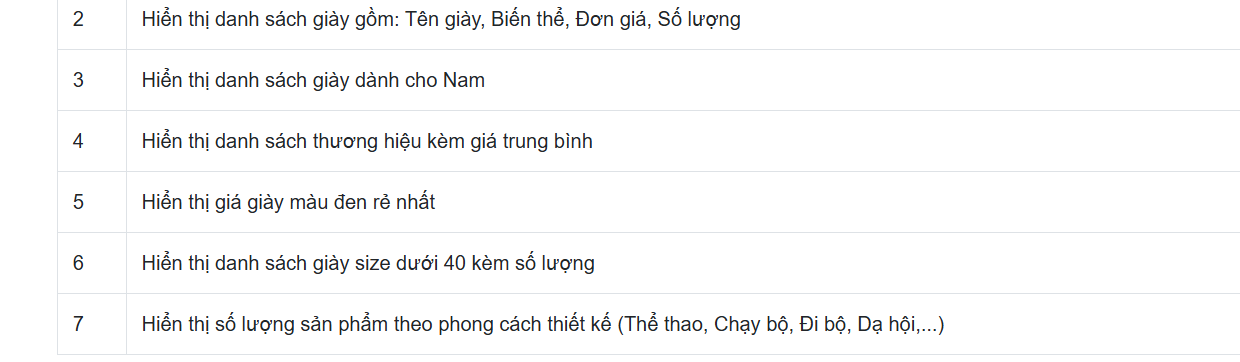 2 Hiển thị danh sách giày gồm: Tên giày, Biến thể, Đơn giá, Số lượng
3 Hiển thị danh sách giày dành cho Nam
4 Hiển thị danh sách thương hiệu kèm giá trung bình
5 Hiển thị giá giày màu đen rẻ nhất
6 Hiển thị danh sách giày size dưới 40 kèm số lượng
7 Hiển thị số lượng sản phẩm theo phong cách thiết kế (Thể thao, Chạy bộ, Đi bộ, Dạ hội,...)